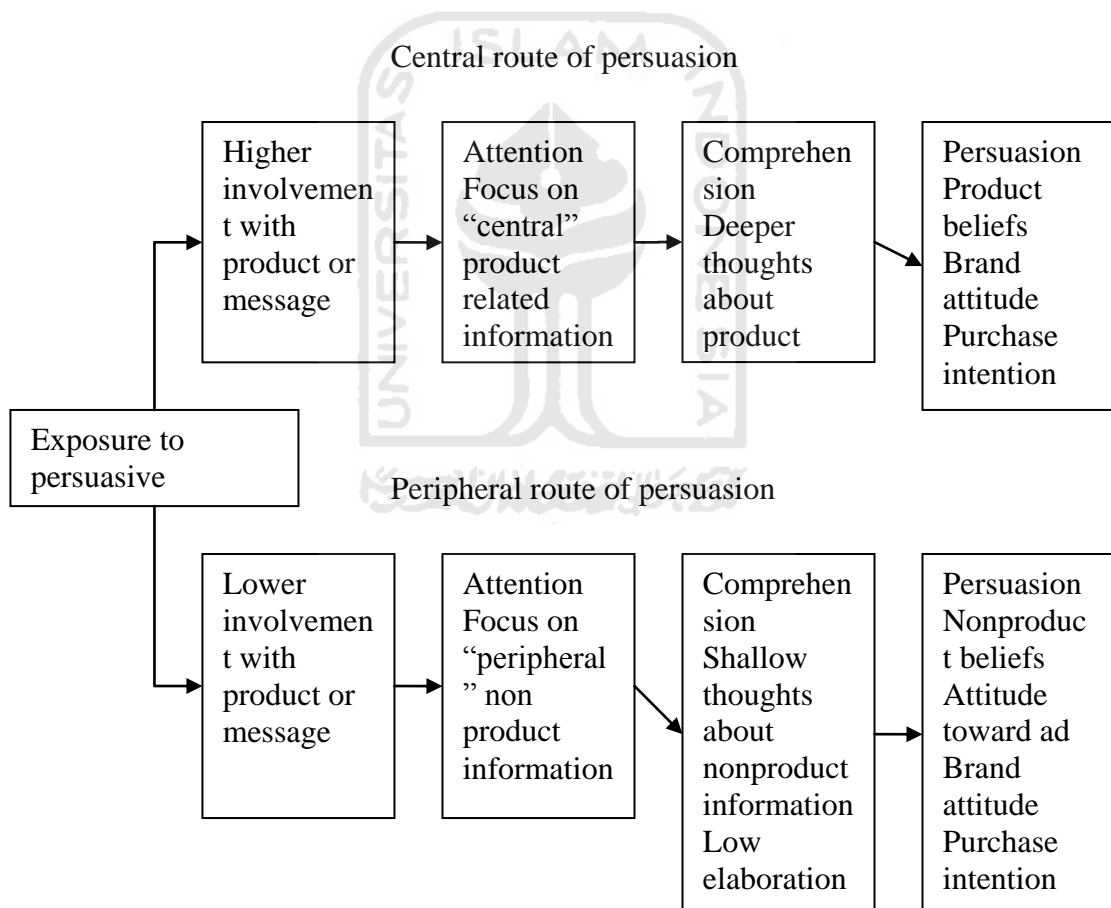 Central route of persuasion
Higher
involvemen
t with
product or
message
Attention
Focus on
“central”
product
related
information
Comprehen
sion
Deeper
thoughts
about
product
Persuasion
Product
beliefs
Brand
attitude
Purchase
intention
Exposure to
persuasive
Peripheral route of persuasion
Lower
involvemen
t with
product or
message
Attention
Focus on
“peripheral
” non
product
information
Comprehen
sion
Shallow
thoughts
about
nonproduct
information
Low
elaboration
Persuasion
Nonproduc
t beliefs
Attitude
toward ad
Brand
attitude
Purchase
intention
UNIVERSITAS
ISLAM
INDONESIA